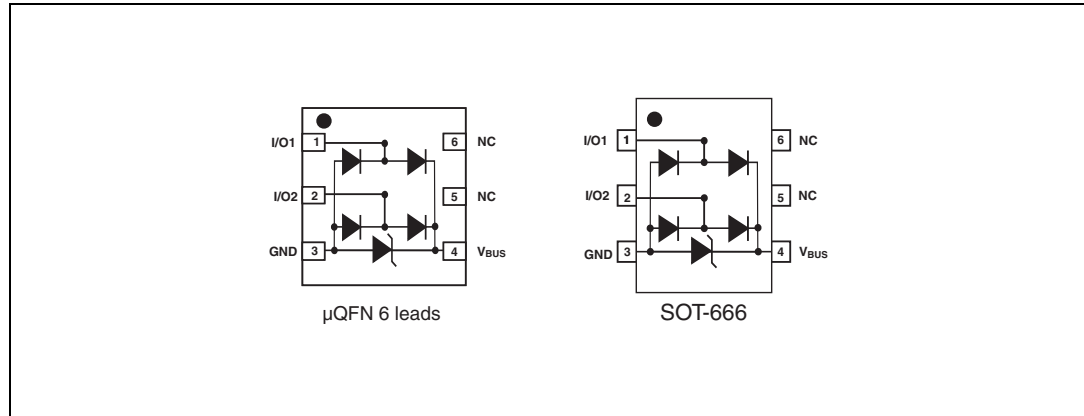 I/O1 1 6 NC
I/O2 2 5 NC
GND 3 4 VBUS
µQFN 6 leads
I/O1 1 6 NC
I/O2 2 5 NC
GND 3 4 VBUS
SOT-666